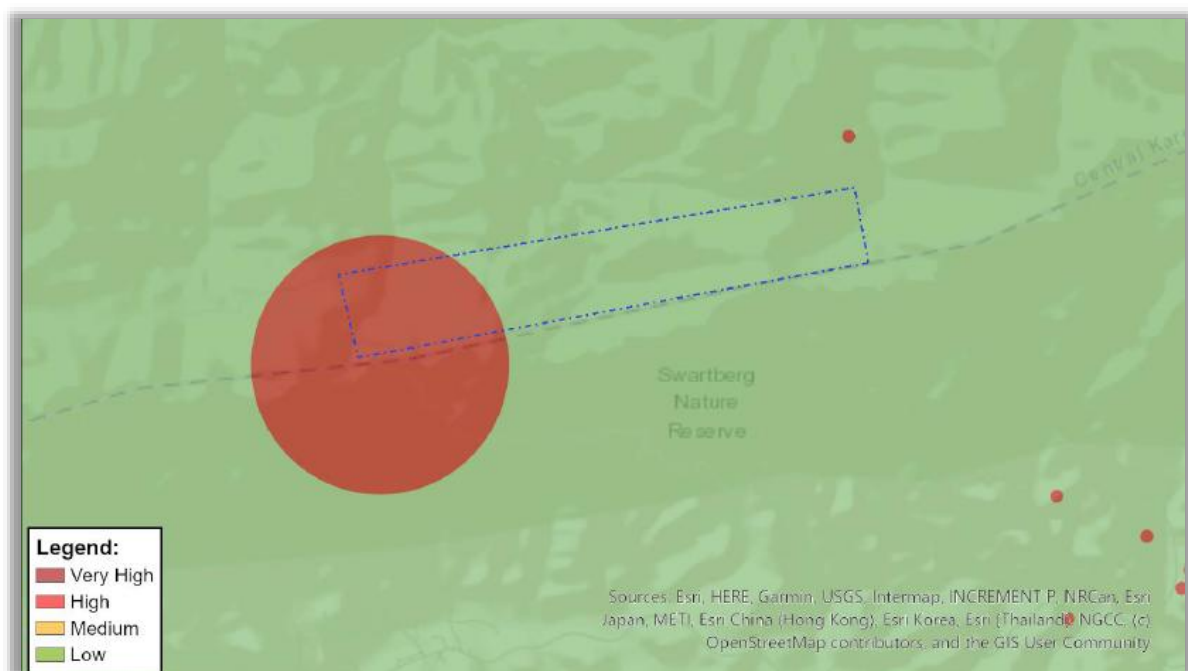 Central Kar
Swartberg
Nature
Reserve
Legend:
Very High
High
Medium
Low
Sources: Esri, HERE, Garmin, USGS, Intermap, INCREMENT P, NRCan, Esri
Japan, METI, Esri China (Hong Kong), Esri Korea, Esri (Thailand), NGCC, (c)
OpenStreetMap contributors, and the GIS User Community